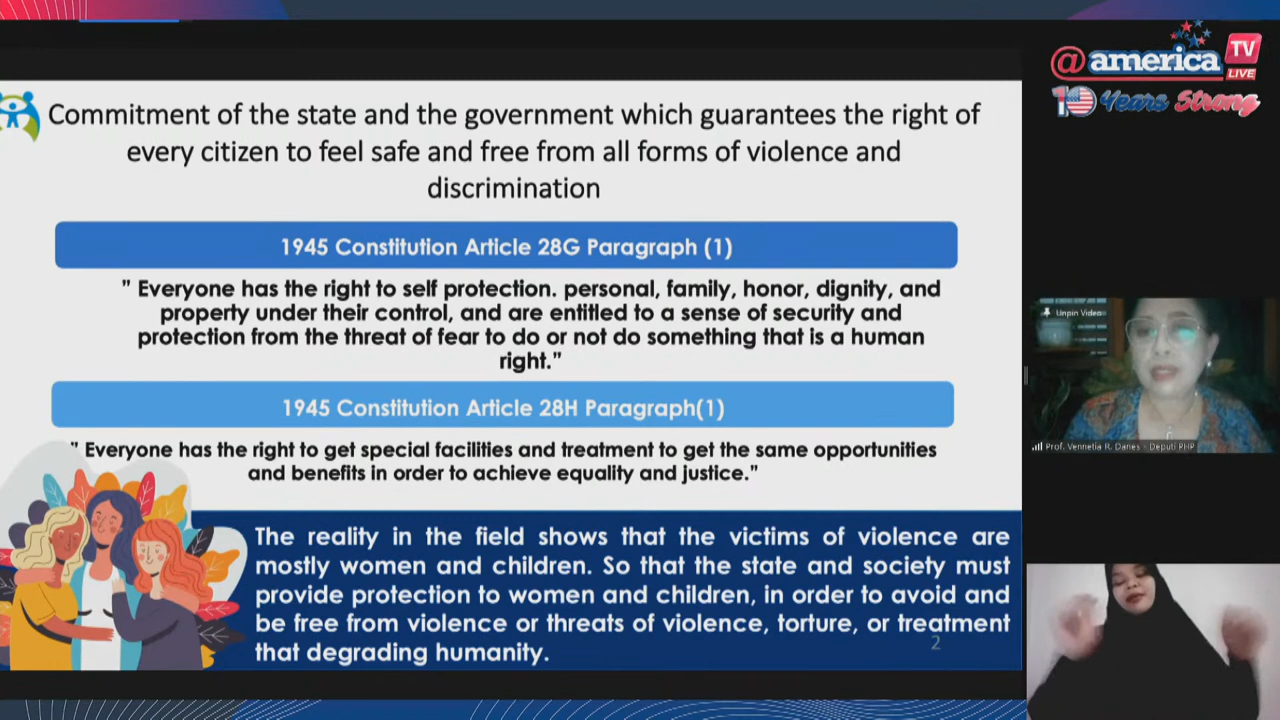 @america TV
LIVE
10 Years Strong
Commitment of the state and the government which guarantees the right of
every citizen to feel safe and free from all forms of violence and
discrimination
1945 Constitution Article 28G Paragraph (1)
" Everyone has the right to self protection. personal, family, honor, dignity, and
property under their control, and are entitled to a sense of security and
protection from the threat of fear to do or not do something that is a human
right."
1945 Constitution Article 28H Paragraph(1)
" Everyone has the right to get special facilities and treatment to get the same opportunities
and benefits in order to achieve equality and justice."
The reality in the field shows that the victims of violence are
mostly women and children. So that the state and society must
provide protection to women and children, in order to avoid and
be free from violence or threats of violence, torture, or treatment
that degrading humanity.
2
Unpin Video
Prof. Vennetia R. Danes - Deputi PHP